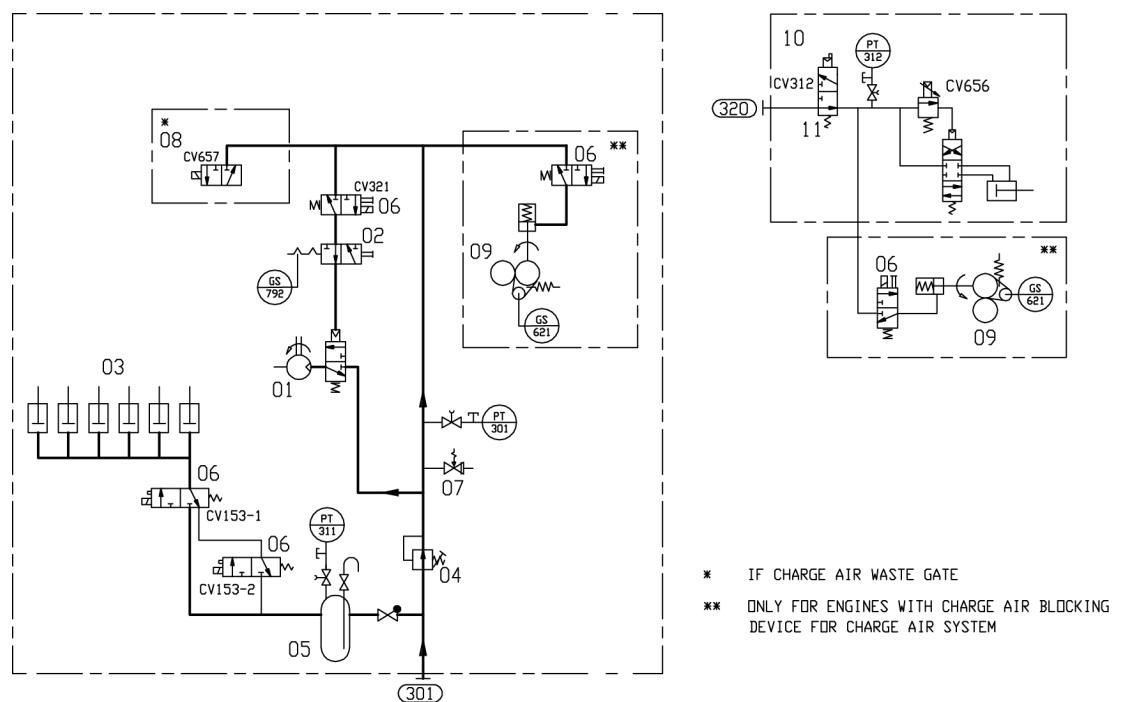 10
PT
312
CV312
CV656
320
11
*
08
CV657
06
**
CV321
06
02
09
GS
792
GS
621
**
06
GS
621
09
01
03
PT
301
07
06
CV153-1
PT
311
06
CV153-2
04
05
301
* IF CHARGE AIR WASTE GATE
** ONLY FOR ENGINES WITH CHARGE AIR BLOCKING
DEVICE FOR CHARGE AIR SYSTEM